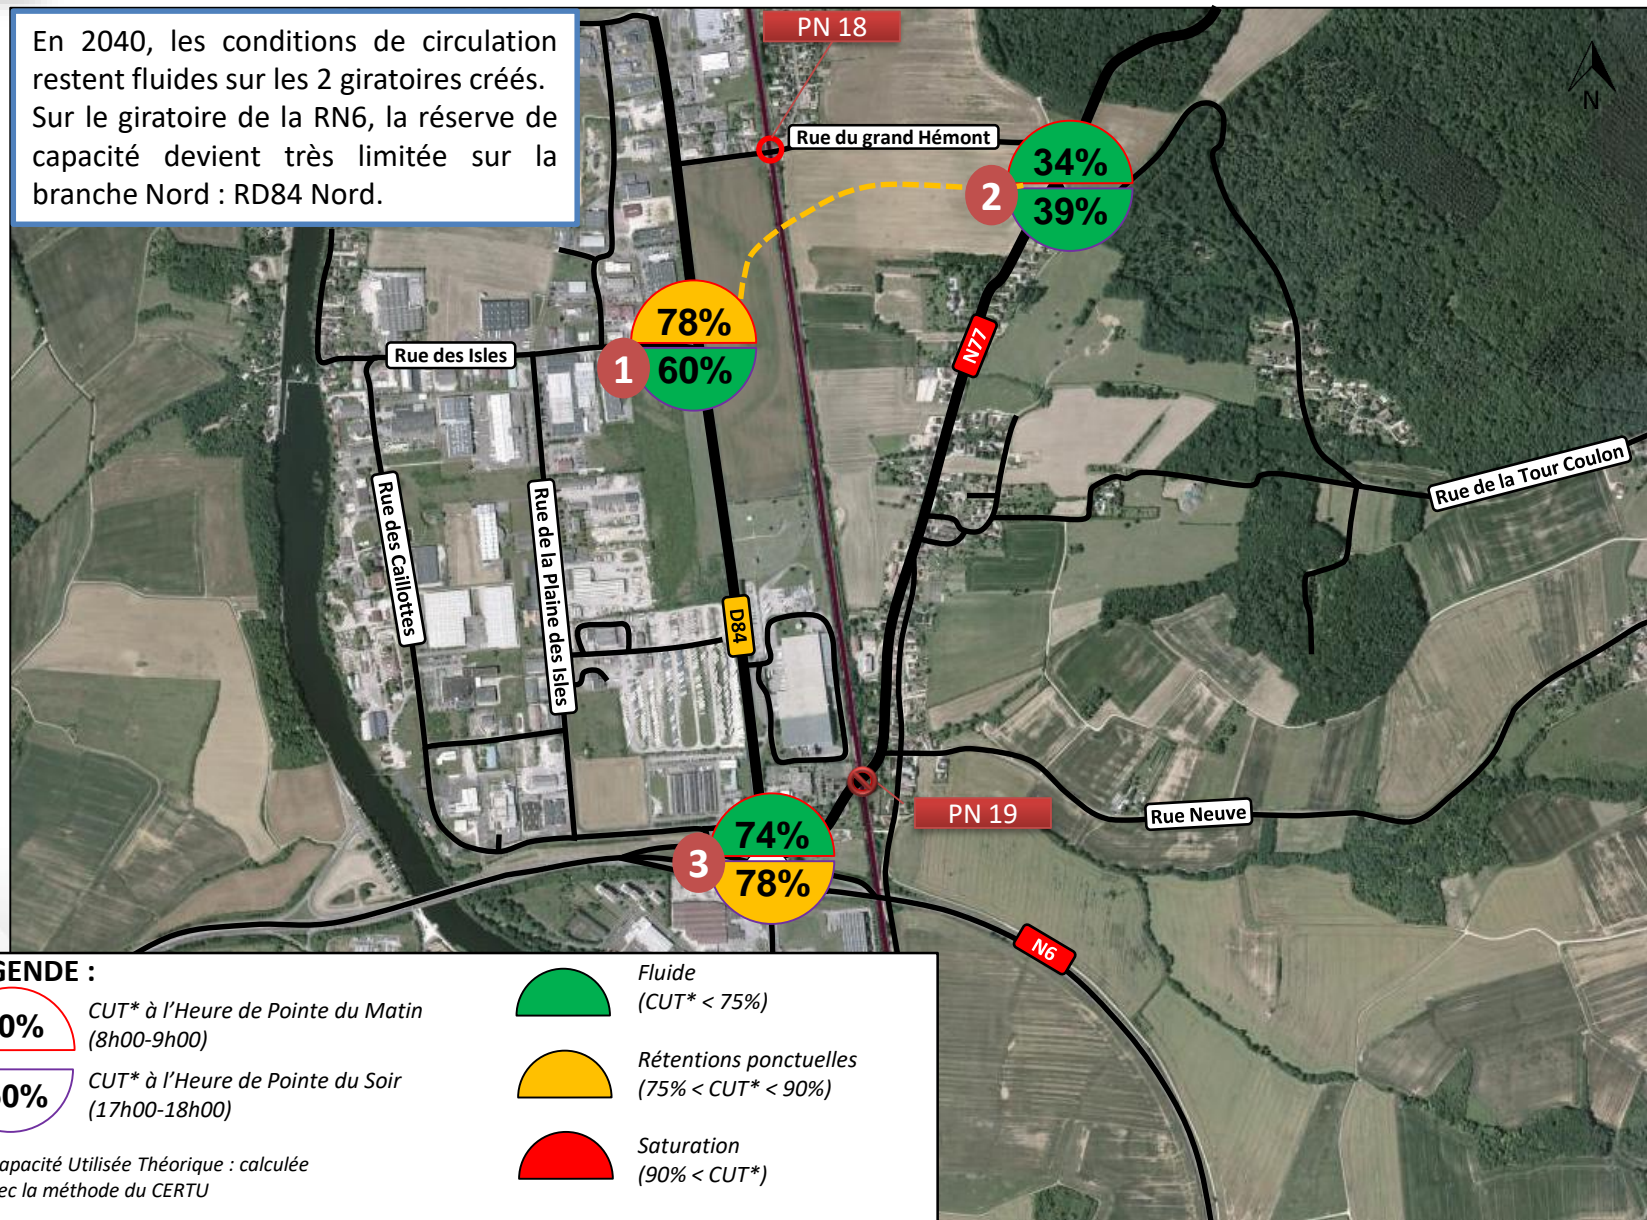 En 2040, les conditions de circulation
restent fluides sur les 2 giratoires créés.
Sur le giratoire de la RN6, la réserve de
capacité devient très limitée sur la
branche Nord : RD84 Nord.
PN 18
N
Rue du grand Hémont
34%
2
39%
78%
1
60%
Rue des Isles
N77
Rue de la Tour Coulon
Rue des Caillottes
Rue de la Plaine des Isles
D84
PN 19
Rue Neuve
74%
3
78%
N6
GENDE :
0%
CUT* à l'Heure de Pointe du Matin
(8h00-9h00)
0%
CUT* à l'Heure de Pointe du Soir
(17h00-18h00)
apacité Utilisée Théorique : calculée
ec la méthode du CERTU
Fluide
(CUT* < 75%)
Rétentions ponctuelles
(75% < CUT* < 90%)
Saturation
(90% < CUT*)